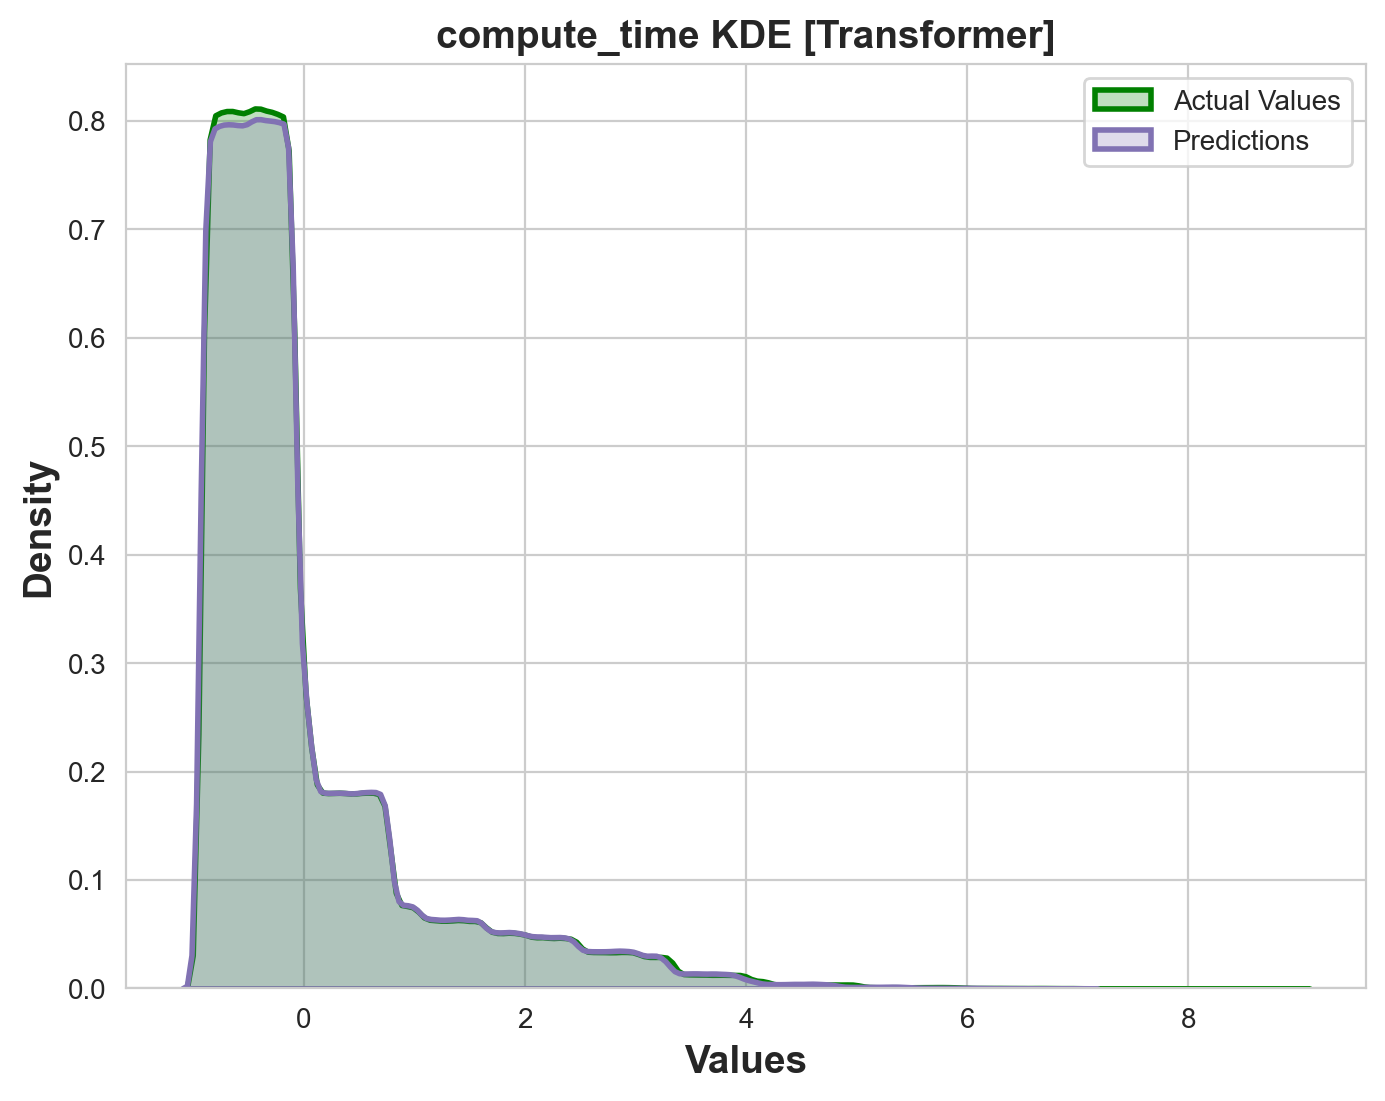 compute_time KDE [Transformer]
Actual Values
Predictions
Density
0.8
0.7
0.6
0.5
0.4
0.3
0.2
0.1
0.0
0 2 4 6 8
Values